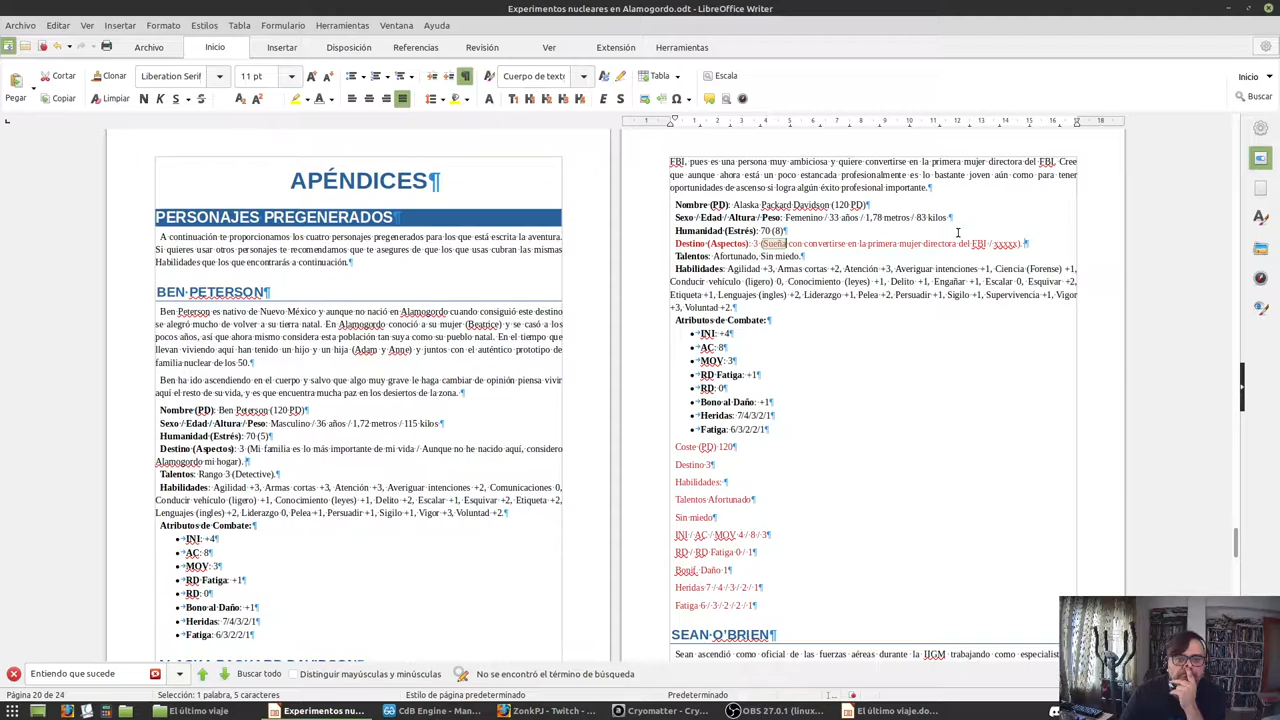 Experimentos nucleares en Alamogordo.odt - LibreOffice Writer
Archivo Editar Ver Insertar Formato Estilos Tabla Formulario Herramientas Ventana Ayuda
Archivo Inicio Insertar Disposición Referencias Revisión Ver Extensión Herramientas
Pegar Cortar Copiar Clonar Limpiar Liberation Serif 11 pt Cuerpo de texto Tabla Escala Inicio Buscar
APÉNDICES¶
PERSONAJES PREGENERADOS¶
A continuación te proporcionamos los cuatro personajes pregenerados para los que está escrita la aventura.
Si quieres usar otros personajes te recomendamos que te asegures de que los que usas cubran las mismas
Habilidades que los que encontrarás a continuación.¶
BEN PETERSON¶
Ben Peterson es nativo de Nuevo México y aunque no nació en Alamogordo cuando consiguió este destino
se alegró mucho de volver a su tierra natal. En Alamogordo conoció a su mujer (Beatrice) y se casó a los
pocos años, así que ahora mismo considera esta población tan suya como su pueblo natal. En el tiempo que
llevan viviendo aquí han tenido un hijo y un hija (Adam y Anne) y juntos con el auténtico prototipo de
familia nuclear de los 50.¶
Ben ha ido ascendiendo en el cuerpo y salvo que algo muy grave le haga cambiar de opinión piensa vivir
aquí el resto de su vida, y es que encuentra mucha paz en los desiertos de la zona.·¶
Nombre (PD): Ben Peterson (120 PD)¶
Sexo / Edad / Altura / Peso: Masculino / 36 años / 1,72 metros / 115 kilos¶
Humanidad (Estrés): 70 (5)¶
Destino (Aspectos): 3 (Mi familia es lo más importante de mi vida / Aunque no he nacido aquí, considero
Alamogordo mi hogar).¶
Talentos: Rango 3 (Detective).¶
Habilidades: Agilidad +3, Armas cortas +3, Atención +3, Averiguar intenciones +2, Comunicaciones 0,
Conducir vehículo (ligero) +1, Conocimiento (leyes) +1, Delito +2, Escalar +1, Esquivar +2, Etiqueta +2,
Lenguajes (ingles) +2, Liderazgo 0, Pelea +1, Persuadir +1, Sigilo +1, Vigor +3, Voluntad +2.¶
Atributos de Combate:¶
INI: +4¶
AC: 8¶
MOV: 3¶
RD Fatiga: +1¶
RD: 0¶
Bono al Daño: +1¶
Heridas: 7/4/3/2/1¶
Fatiga: 6/3/2/2/1¶
FBI, pues es una persona muy ambiciosa y quiere convertirse en la primera mujer directora del FBI. Cree
que aunque ahora está un poco estancada profesionalmente es lo bastante joven aún como para tener
oportunidades de ascenso si logra algún éxito profesional importante.¶
Nombre (PD): Alaska Packard Davidson (120 PD)¶
Sexo / Edad / Altura / Peso: Femenino / 33 años / 1,78 metros / 83 kilos ¶
Humanidad (Estrés): 70 (8)¶
Destino (Aspectos): 3 (Sueña con convertirse en la primera mujer directora del FBI / xxxxx).¶
Talentos: Afortunado, Sin miedo.¶
Habilidades: Agilidad +3, Armas cortas +2, Atención +3, Averiguar intenciones +1, Ciencia (Forense) +1,
Conducir vehículo (ligero) 0, Conocimiento (leyes) +1, Delito +1, Engañar +1, Escalar 0, Esquivar +2,
Etiqueta +1, Lenguajes (ingles) +2, Liderazgo +1, Pelea +2, Persuadir +1, Sigilo +1, Supervivencia +1, Vigor
+3, Voluntad +2.¶
Atributos de Combate:¶
INI: +4¶
AC: 8¶
MOV: 3¶
RD Fatiga: +1¶
RD: 0¶
Bono al Daño: +1¶
Heridas: 7/4/3/2/1¶
Fatiga: 6/3/2/2/1¶
Coste (PD) 120¶
Destino 3¶
Habilidades: ¶
Talentos Afortunado¶
Sin miedo¶
INI / AC / MOV 4 / 8 / 3¶
RD / RD Fatiga 0 / 1¶
Bonif. Daño 1¶
Heridas 7 / 4 / 3 / 2 / 1¶
Fatiga 6 / 3 / 2 / 2 / 1¶
SEAN O’BRIEN¶
Sean ascendió como oficial de las fuerzas aéreas durante la IIGM trabajando como especialist
Entiendo que sucede Buscar todo Distinguir mayúsculas y minúsculas No se encontró el término de búsqueda
Página 20 de 24 Selección: 1 palabra, 5 caracteres Estilo de página predeterminado Predeterminado
El último viaje Experimentos nu... CdB Engine - Man... ZonkPJ - Twitch - ... Cryomatter - Cry... OBS 27.0.1 (linux... El último viaje.do...